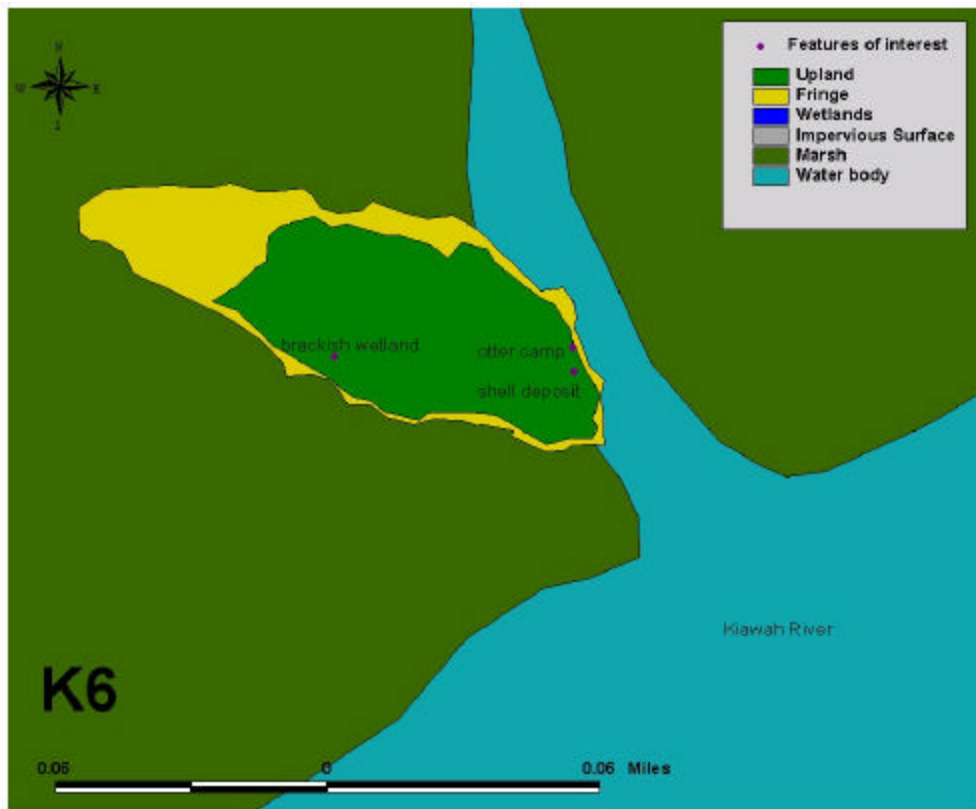 N
W E
Features of interest
Upland
Fringe
Wetlands
Impervious Surface
Marsh
Water body
brackish wetland
otter camp
shell deposit
Kiawah River
K6
0.06 0 0.06 Miles